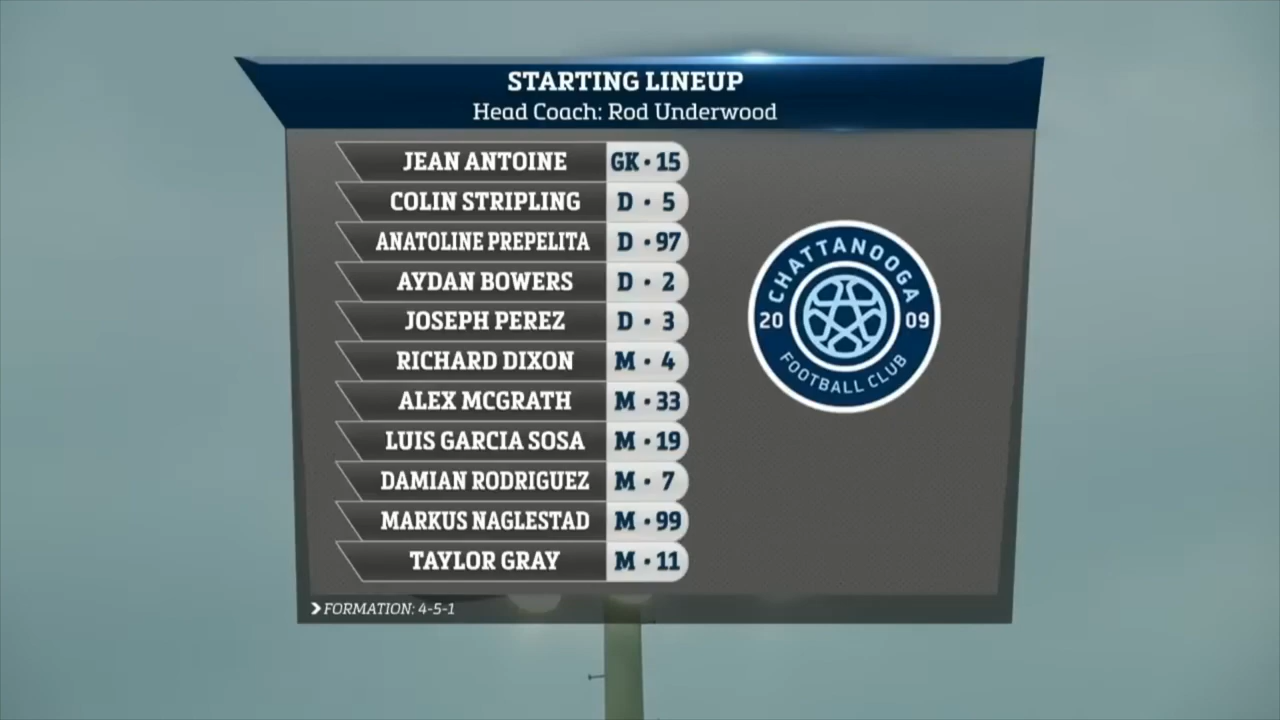 STARTING LINEUP
Head Coach: Rod Underwood
JEAN ANTOINE GK · 15
COLIN STRIPLING D · 5
ANATOLINE PREPELITA D · 97
AYDAN BOWERS D · 2
JOSEPH PEREZ D · 3
RICHARD DIXON M · 4
ALEX MCGRATH M · 33
LUIS GARCIA SOSA M · 19
DAMIAN RODRIGUEZ M · 7
MARKUS NAGLESTAD M · 99
TAYLOR GRAY M · 11
CHATTANOOGA
20 09
FOOTBALL CLUB
FORMATION: 4-5-1